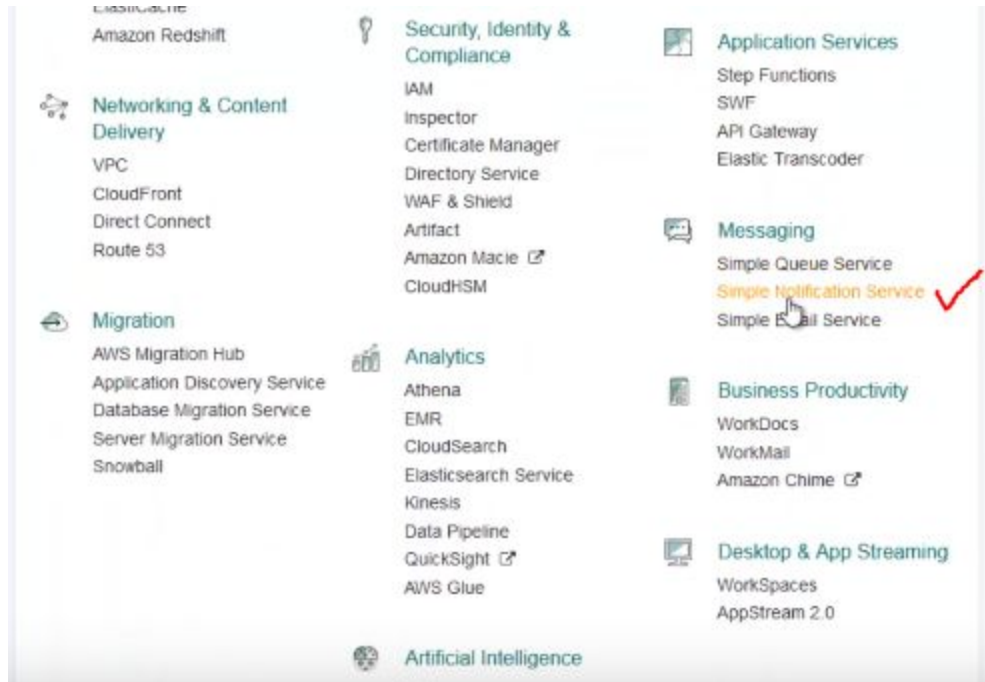 ElastiCache
Amazon Redshift
Networking & Content
Delivery
VPC
CloudFront
Direct Connect
Route 53
Migration
AWS Migration Hub
Application Discovery Service
Database Migration Service
Server Migration Service
Snowball
Security, Identity &
Compliance
IAM
Inspector
Certificate Manager
Directory Service
WAF & Shield
Artifact
Amazon Macie
CloudHSM
Analytics
Athena
EMR
CloudSearch
Elasticsearch Service
Kinesis
Data Pipeline
QuickSight
AWS Glue
Artificial Intelligence
Application Services
Step Functions
SWF
API Gateway
Elastic Transcoder
Messaging
Simple Queue Service
Simple Notification Service
Simple Email Service
Business Productivity
WorkDocs
WorkMail
Amazon Chime
Desktop & App Streaming
WorkSpaces
AppStream 2.0